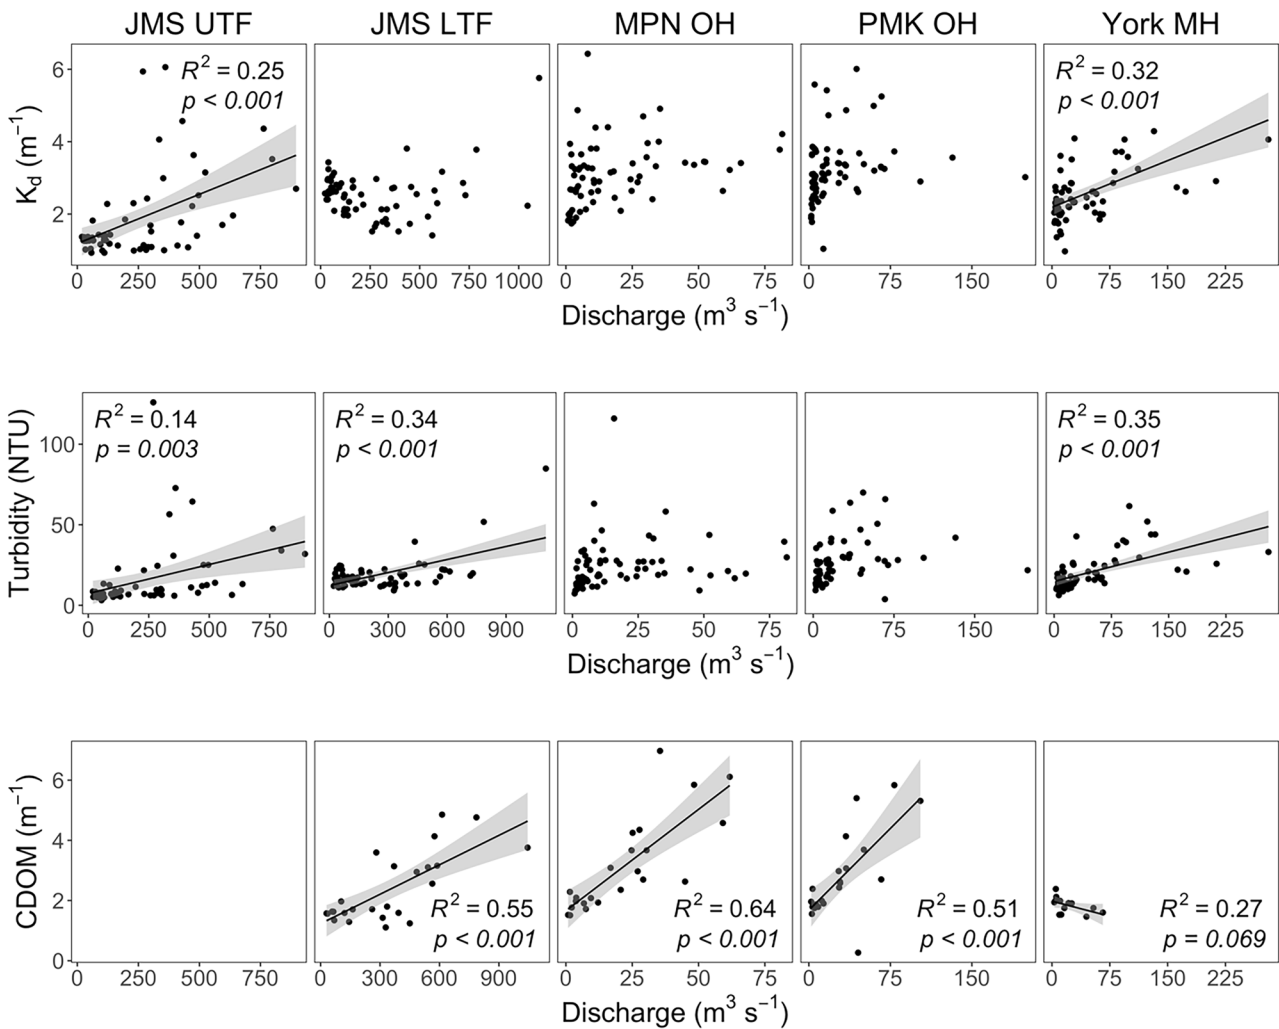 JMS UTF JMS LTF MPN OH PMK OH York MH
K_d (m⁻¹)
6
4
2
R² = 0.25
p < 0.001
R² = 0.32
p < 0.001
0 250 500 750
0 250 500 750 1000
0 25 50 75
0 75 150
0 75 150 225
Discharge (m³ s⁻¹)
Turbidity (NTU)
100
50
0
R² = 0.14
p = 0.003
R² = 0.34
p < 0.001
R² = 0.35
p < 0.001
0 250 500 750
0 300 600 900
0 25 50 75
0 75 150
0 75 150 225
Discharge (m³ s⁻¹)
CDOM (m⁻¹)
6
4
2
0
R² = 0.55
p < 0.001
R² = 0.64
p < 0.001
R² = 0.51
p < 0.001
R² = 0.27
p = 0.069
0 250 500 750
0 300 600 900
0 25 50 75
0 75 150
0 75 150 225
Discharge (m³ s⁻¹)